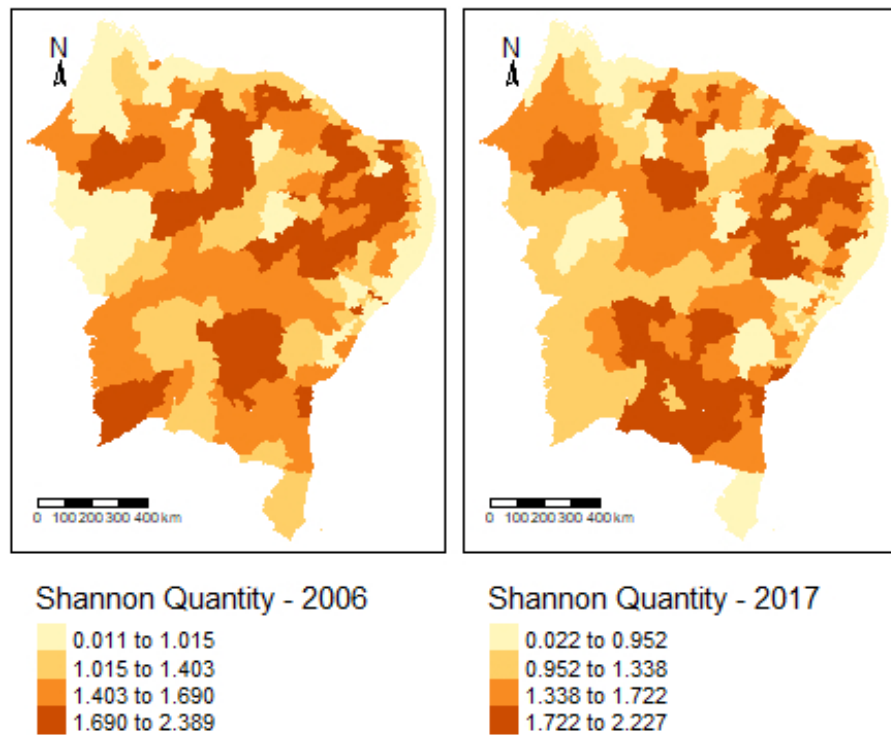 N
0 100 200 300 400 km
Shannon Quantity - 2006
0.011 to 1.015
1.015 to 1.403
1.403 to 1.690
1.690 to 2.389
N
0 100 200 300 400 km
Shannon Quantity - 2017
0.022 to 0.952
0.952 to 1.338
1.338 to 1.722
1.722 to 2.227